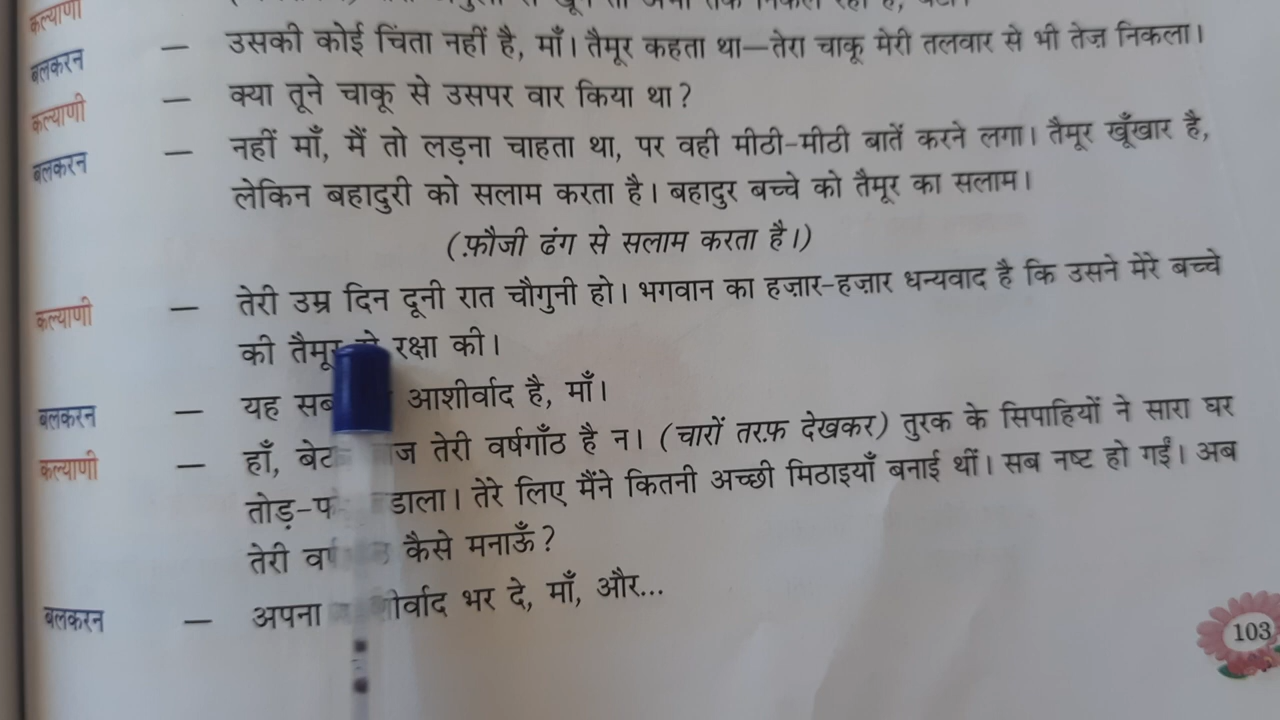 कल्याणी
बलकरन — उसकी कोई चिंता नहीं है, माँ। तैमूर कहता था—तेरा चाकू मेरी तलवार से भी तेज़ निकला।
कल्याणी — क्या तूने चाकू से उसपर वार किया था?
बलकरन — नहीं माँ, मैं तो लड़ना चाहता था, पर वही मीठी-मीठी बातें करने लगा। तैमूर खूँखार है,
लेकिन बहादुरी को सलाम करता है। बहादुर बच्चे को तैमूर का सलाम।
(फ़ौजी ढंग से सलाम करता है।)
कल्याणी — तेरी उम्र दिन दूनी रात चौगुनी हो। भगवान का हज़ार-हज़ार धन्यवाद है कि उसने मेरे बच्चे
की तैमूर रक्षा की।
बलकरन — यह सब आशीर्वाद है, माँ।
कल्याणी — हाँ, तेरी वर्षगाँठ है न। (चारों तरफ़ देखकर) तुरक के सिपाहियों ने सारा घर
तोड़- डाला। तेरे लिए मैंने कितनी अच्छी मिठाइयाँ बनाई थीं। सब नष्ट हो गईं। अब
तेरी कैसे मनाऊँ?
बलकरन — अपना भर दे, माँ, और...
103